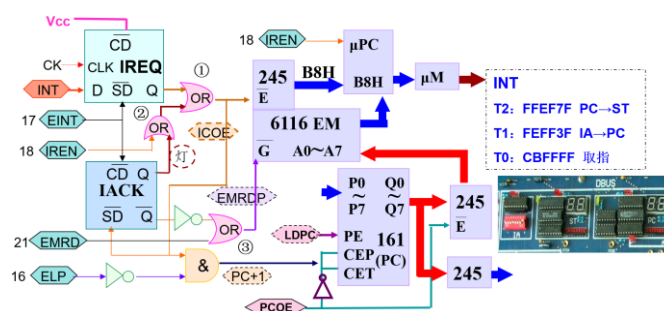 Vcc
CD
CK
CLK IREQ
INT
D SD Q
①
OR
②
OR
17
EINT
18
IREN
灯
ICOE
CD Q
IACK
SD Q
EMRDP
OR
③
21
EMRD
16
ELP
&
PC+1
18
IREN
245
E
B8H
μPC
B8H
μM
6116 EM
G
A0～A7
P0
～
P7
Q0
～
Q7
LDPC
PE
161
CEP
(PC)
CET
PCOE
245
E
245
INT
T2：FFEF7F PC→ST
T1：FEFF3F IA→PC
T0：CBFFFF 取指
DBUS
IA
ST
PC